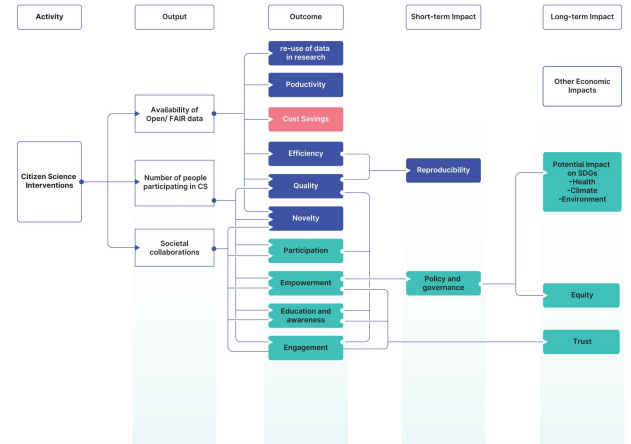 Activity
Output
Outcome
Short-term Impact
Long-term Impact
re-use of data
in research
Poductivity
Cost Savings
Efficiency
Quality
Novelty
Participation
Empowerment
Education and
awareness
Engagement
Availability of
Open/ FAIR data
Number of people
participating in CS
Societal
collaborations
Citizen Science
Interventions
Reproducibility
Policy and
governance
Other Economic
Impacts
Potential Impact
on SDGs
-Health
-Climate
-Environment
Equity
Trust